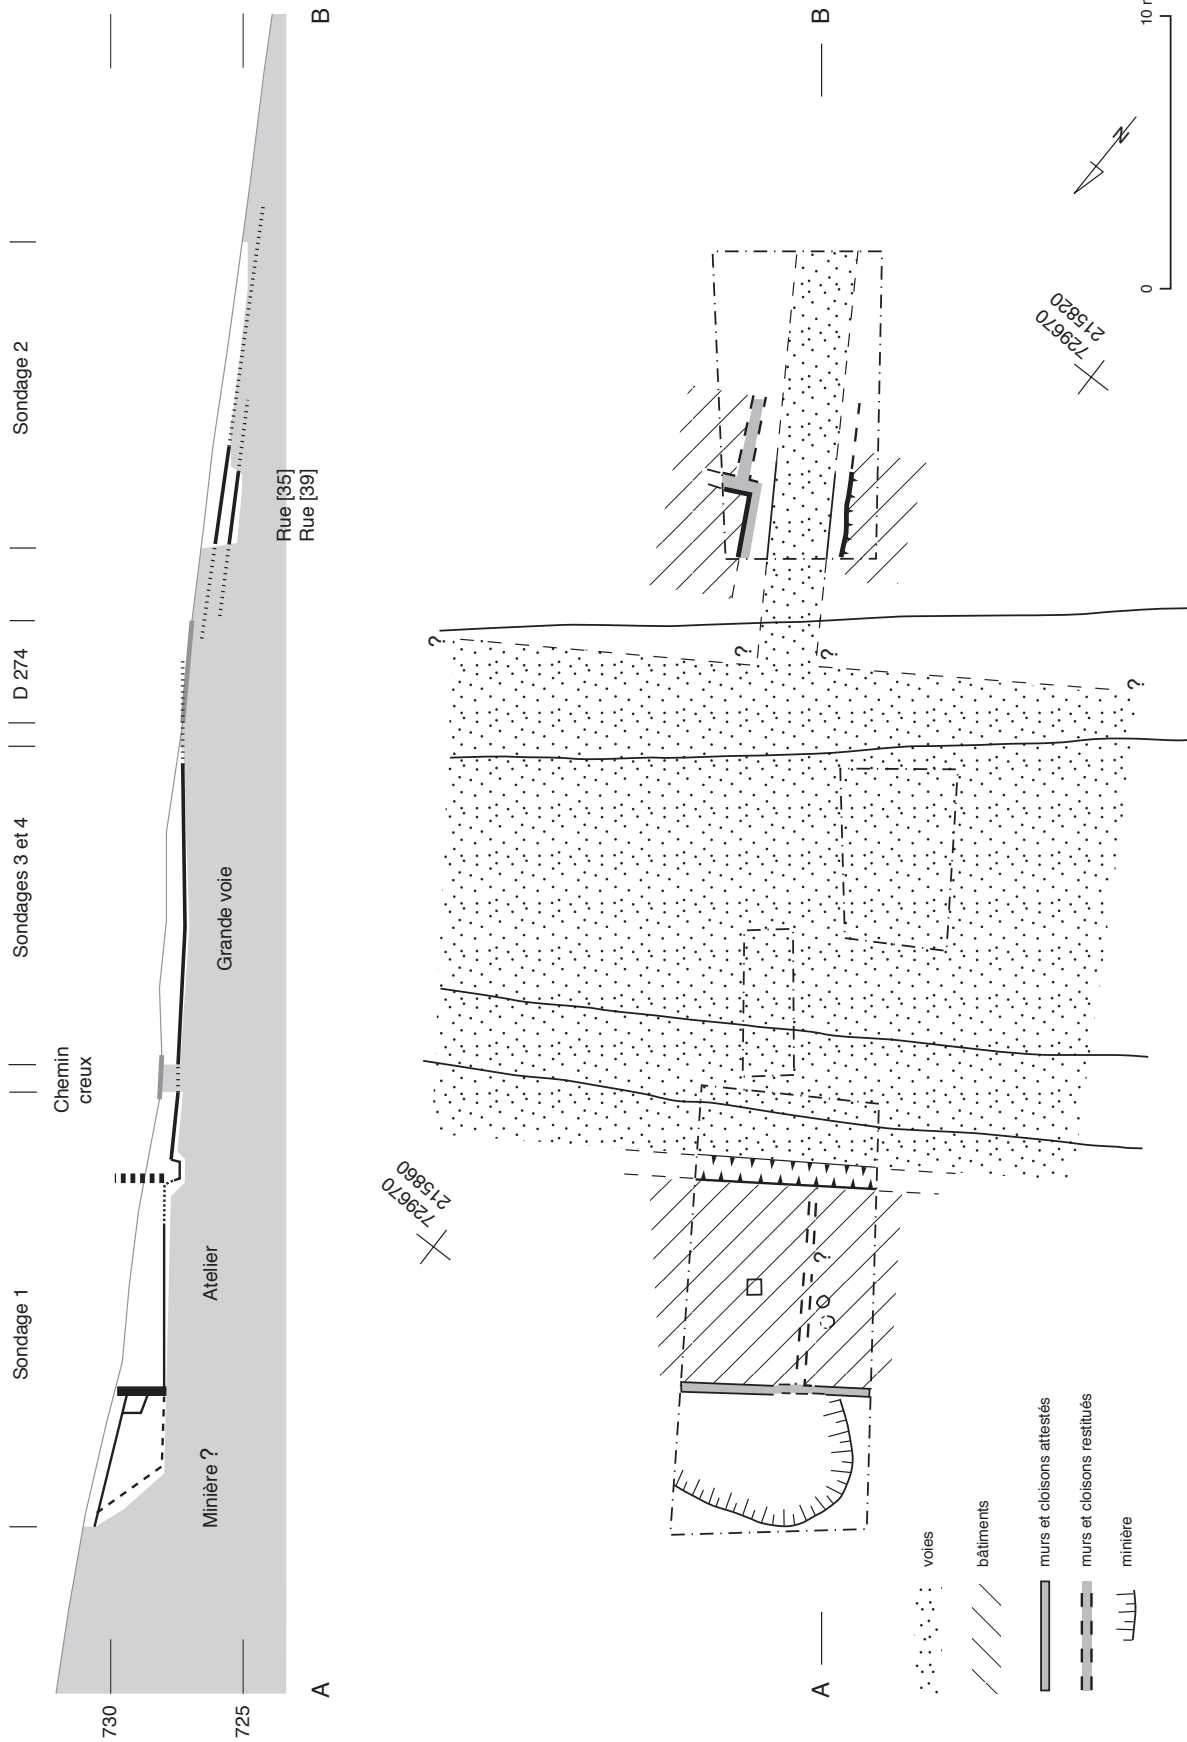 Sondage 1
Chemin
creux
Sondages 3 et 4
D 274
Sondage 2
730
725
Minière ?
Atelier
Grande voie
Rue [35]
Rue [39]
A
B
729670
215860
?
?
?
?
?
A
B
729670
215820
N
voies
bâtiments
murs et cloisons attestés
murs et cloisons restitués
minière
0
10